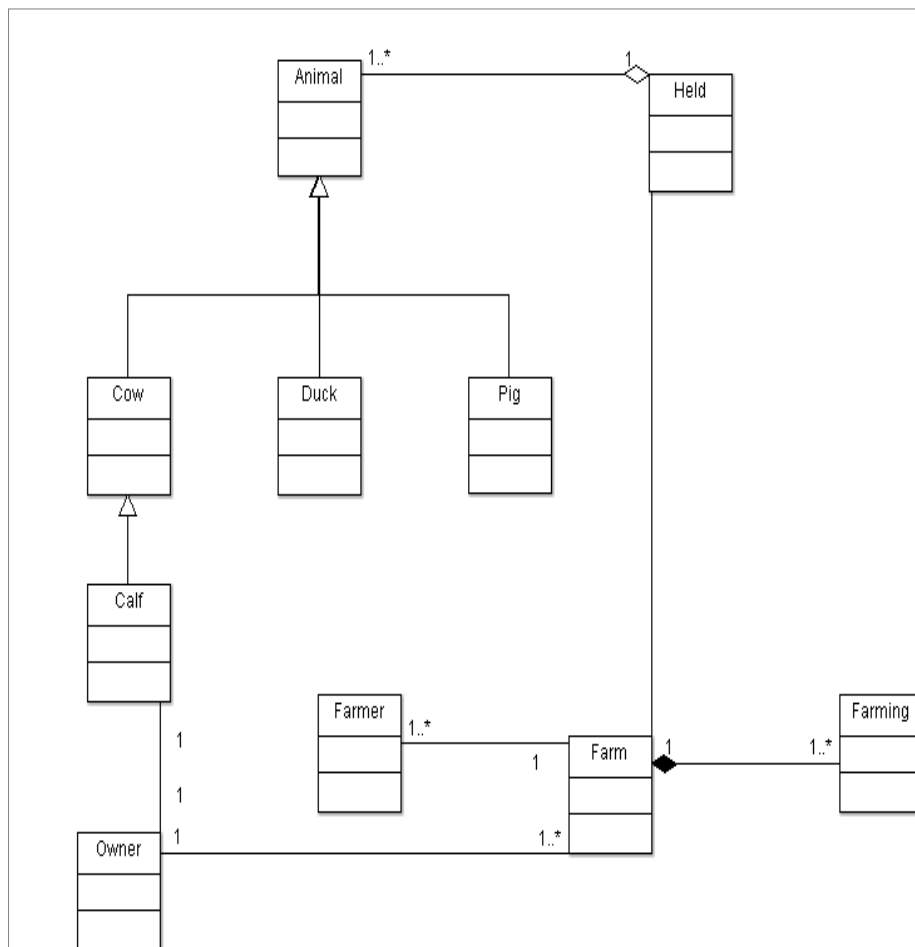 1..*
1
Animal
Held
Cow
Duck
Pig
Calf
Farmer
1..*
1
Farm
1
1..*
Farming
1
1
1
1..*
Owner